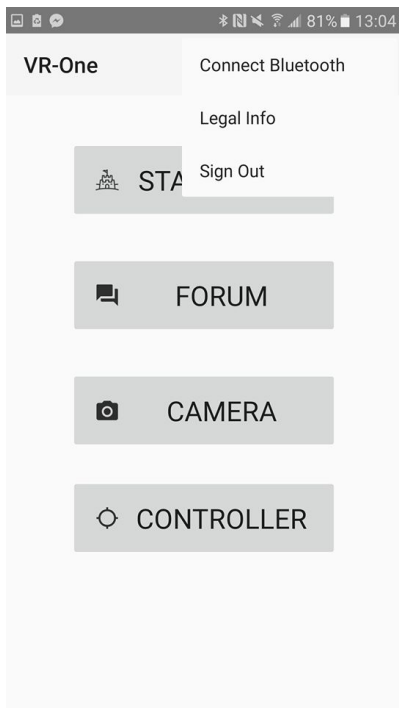 81% 13:04
VR-One
Connect Bluetooth
Legal Info
Sign Out
STA
FORUM
CAMERA
CONTROLLER